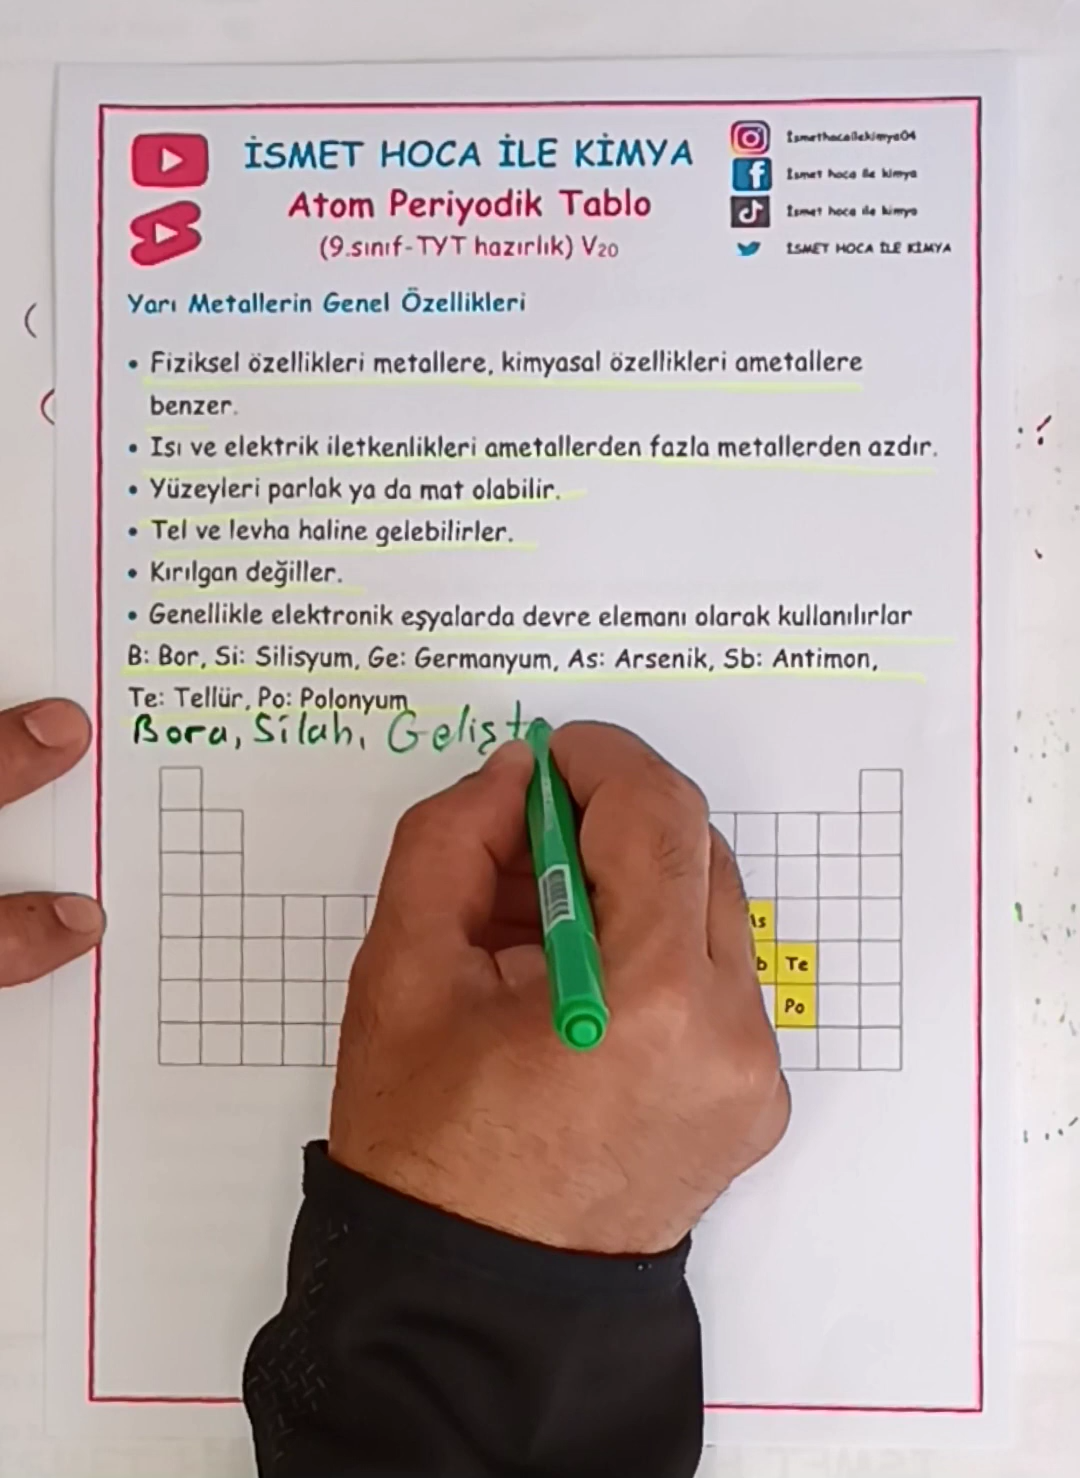 İSMET HOCA İLE KİMYA
Atom Periyodik Tablo
(9.sınıf-TYT hazırlık) V20
İsmethocailekimya04
İsmet hoca ile kimya
İsmet hoca ile kimya
İSMET HOCA İLE KİMYA
Yarı Metallerin Genel Özellikleri
• Fiziksel özellikleri metallere, kimyasal özellikleri ametallere
benzer.
• Isı ve elektrik iletkenlikleri ametallerden fazla metallerden azdır.
• Yüzeyleri parlak ya da mat olabilir.
• Tel ve levha haline gelebilirler.
• Kırılgan değiller.
• Genellikle elektronik eşyalarda devre elemanı olarak kullanılırlar
B: Bor, Si: Silisyum, Ge: Germanyum, As: Arsenik, Sb: Antimon,
Te: Tellür, Po: Polonyum
Bora, Silah, Gelişt
Te
Po